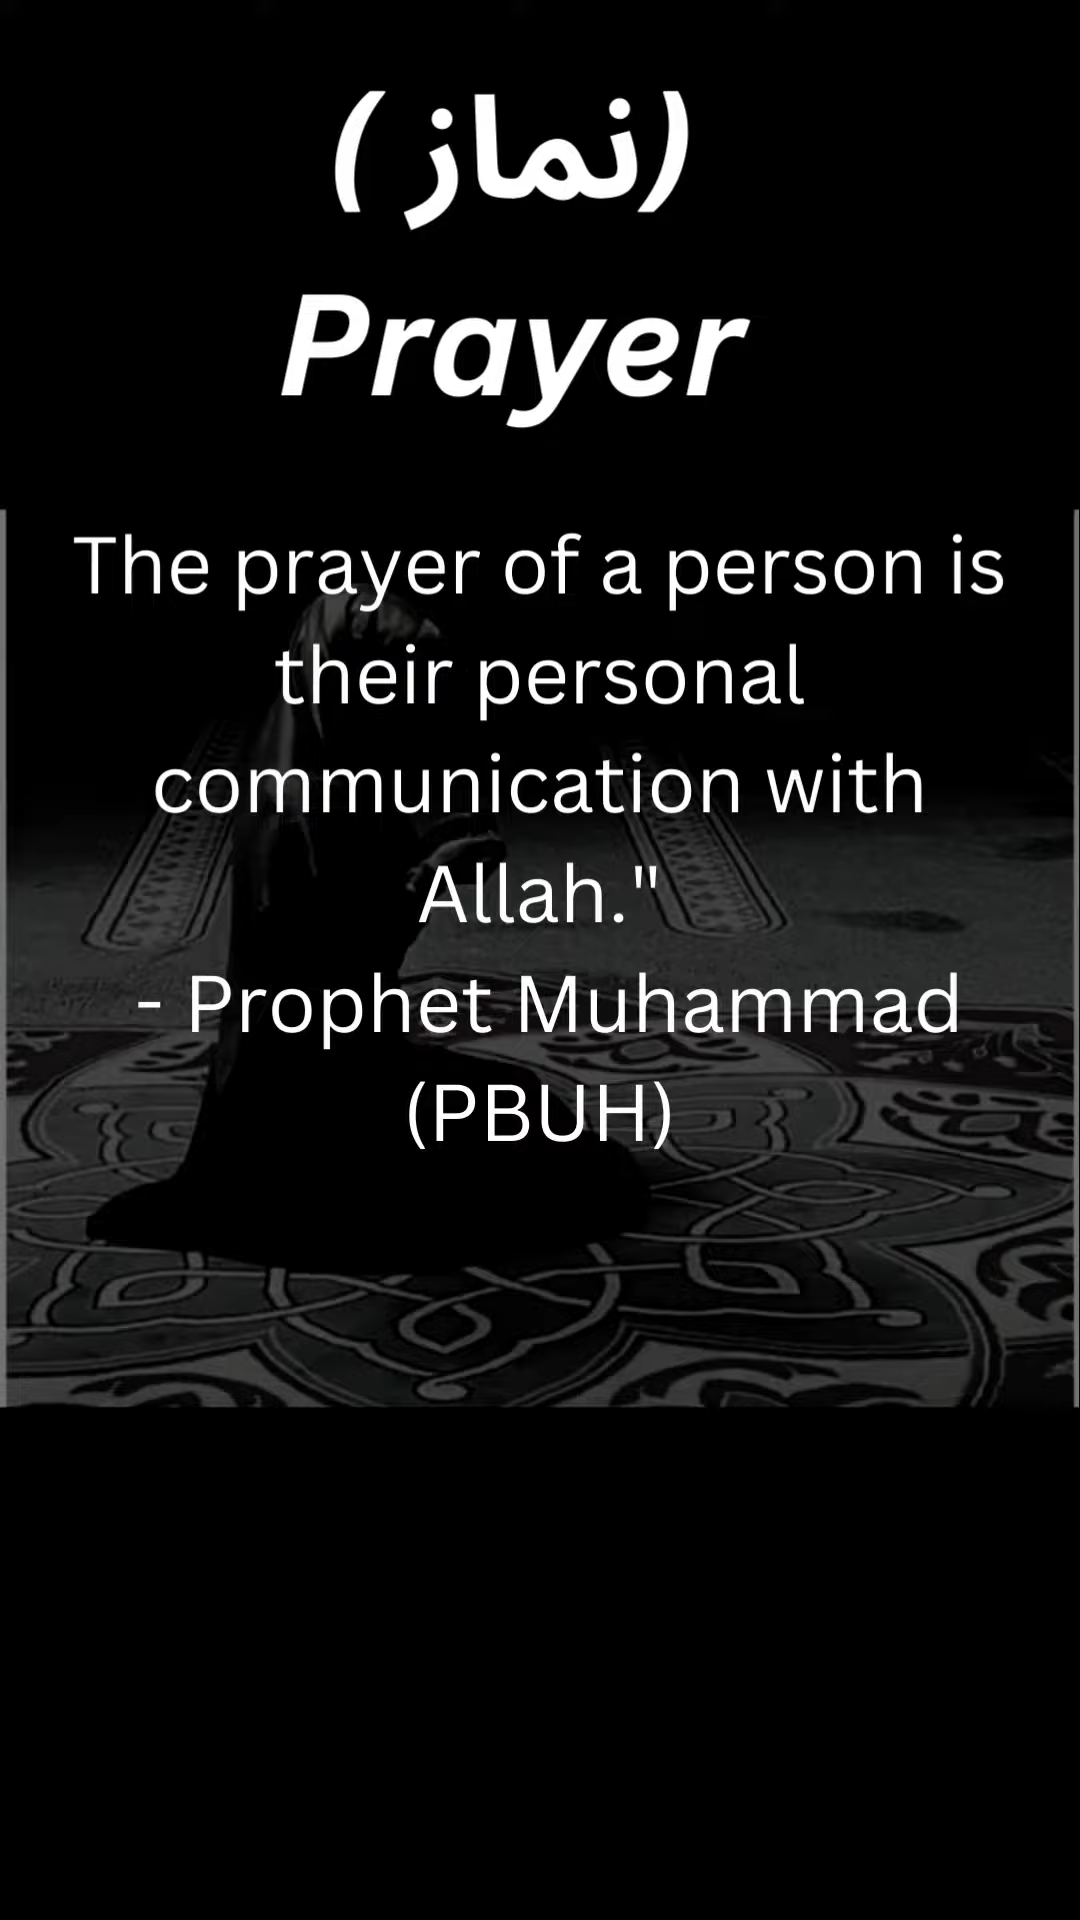 (نماز )
Prayer
The prayer of a person is
their personal
communication with
Allah."
- Prophet Muhammad
(PBUH)